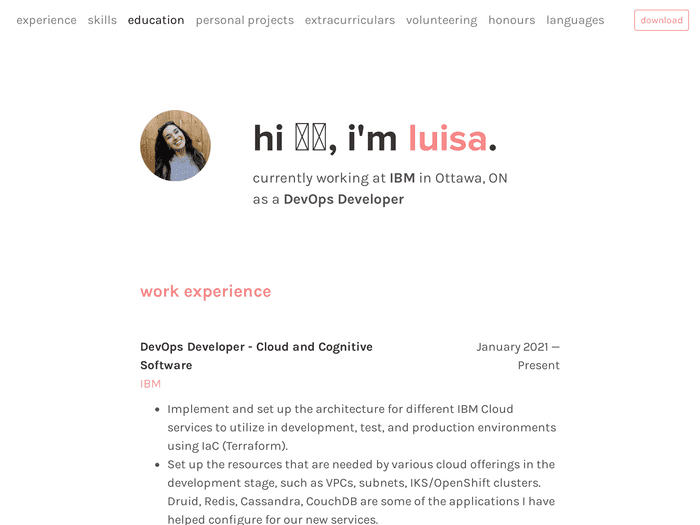 experience skills education personal projects extracurriculars volunteering honours languages download
hi , i'm luisa.
currently working at IBM in Ottawa, ON
as a DevOps Developer
work experience
DevOps Developer - Cloud and Cognitive
Software
January 2021 —
Present
IBM
• Implement and set up the architecture for different IBM Cloud
services to utilize in development, test, and production environments
using IaC (Terraform).
• Set up the resources that are needed by various cloud offerings in the
development stage, such as VPCs, subnets, IKS/OpenShift clusters.
Druid, Redis, Cassandra, CouchDB are some of the applications I have
helped configure for our new services.